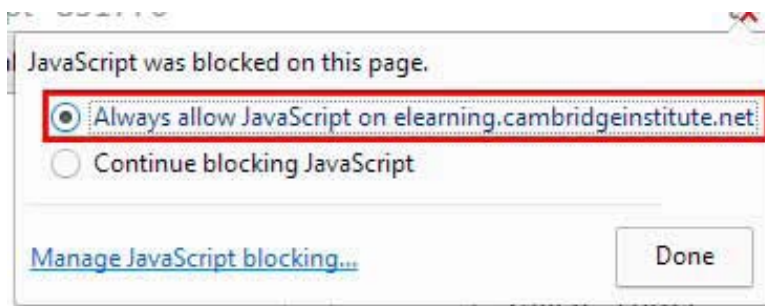 JavaScript was blocked on this page.
Always allow JavaScript on elearning.cambridgeinstitute.net
Continue blocking JavaScript
Manage JavaScript blocking...
Done